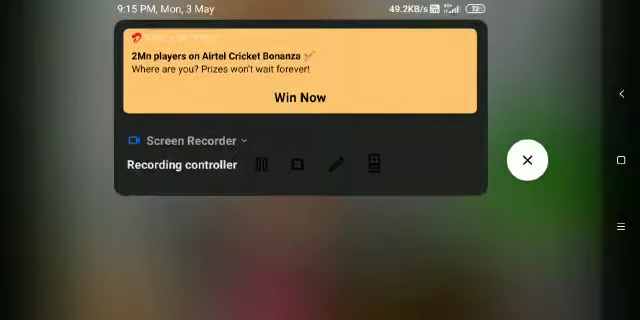 9:15 PM, Mon, 3 May
49.2KB/s
72
2Mn players on Airtel Cricket Bonanza
Where are you? Prizes won't wait forever!
Win Now
Screen Recorder
Recording controller